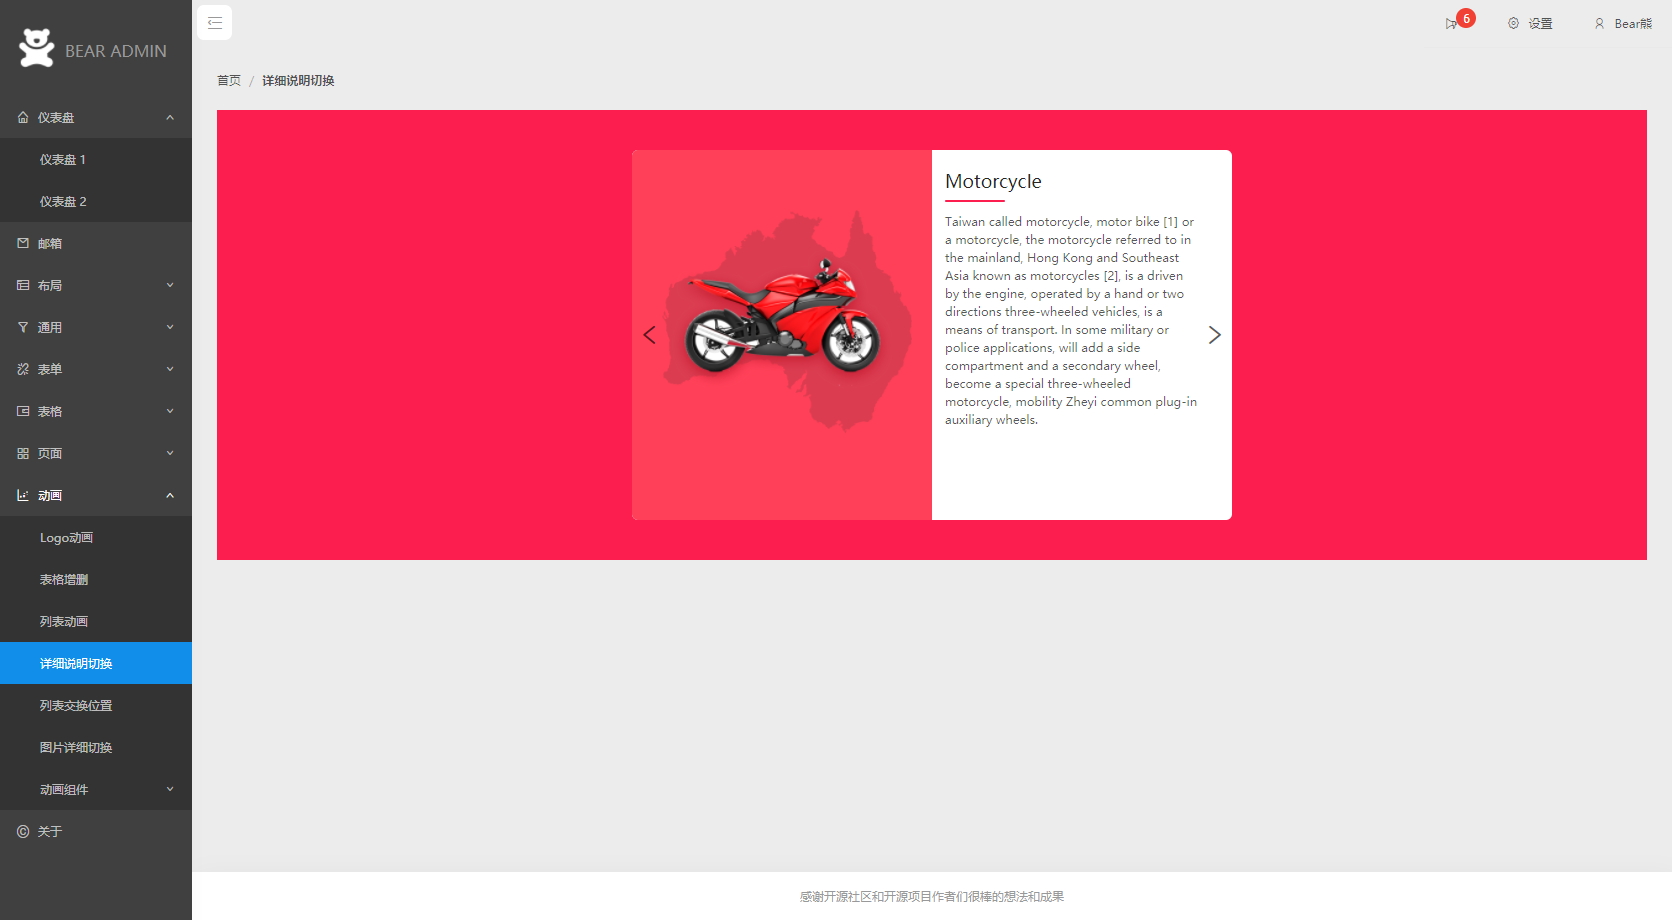 BEAR ADMIN
仪表盘
仪表盘 1
仪表盘 2
邮箱
布局
通用
表单
表格
页面
动画
Logo动画
表格增删
列表动画
详细说明切换
列表交换位置
图片详细切换
动画组件
关于
6
设置
Bear熊
首页 / 详细说明切换
Motorcycle
Taiwan called motorcycle, motor bike [1] or
a motorcycle, the motorcycle referred to in
the mainland, Hong Kong and Southeast
Asia known as motorcycles [2], is a driven
by the engine, operated by a hand or two
directions three-wheeled vehicles, is a
means of transport. In some military or
police applications, will add a side
compartment and a secondary wheel,
become a special three-wheeled
motorcycle, mobility Zheyi common plug-in
auxiliary wheels.
感谢开源社区和开源项目作者们很棒的想法和成果